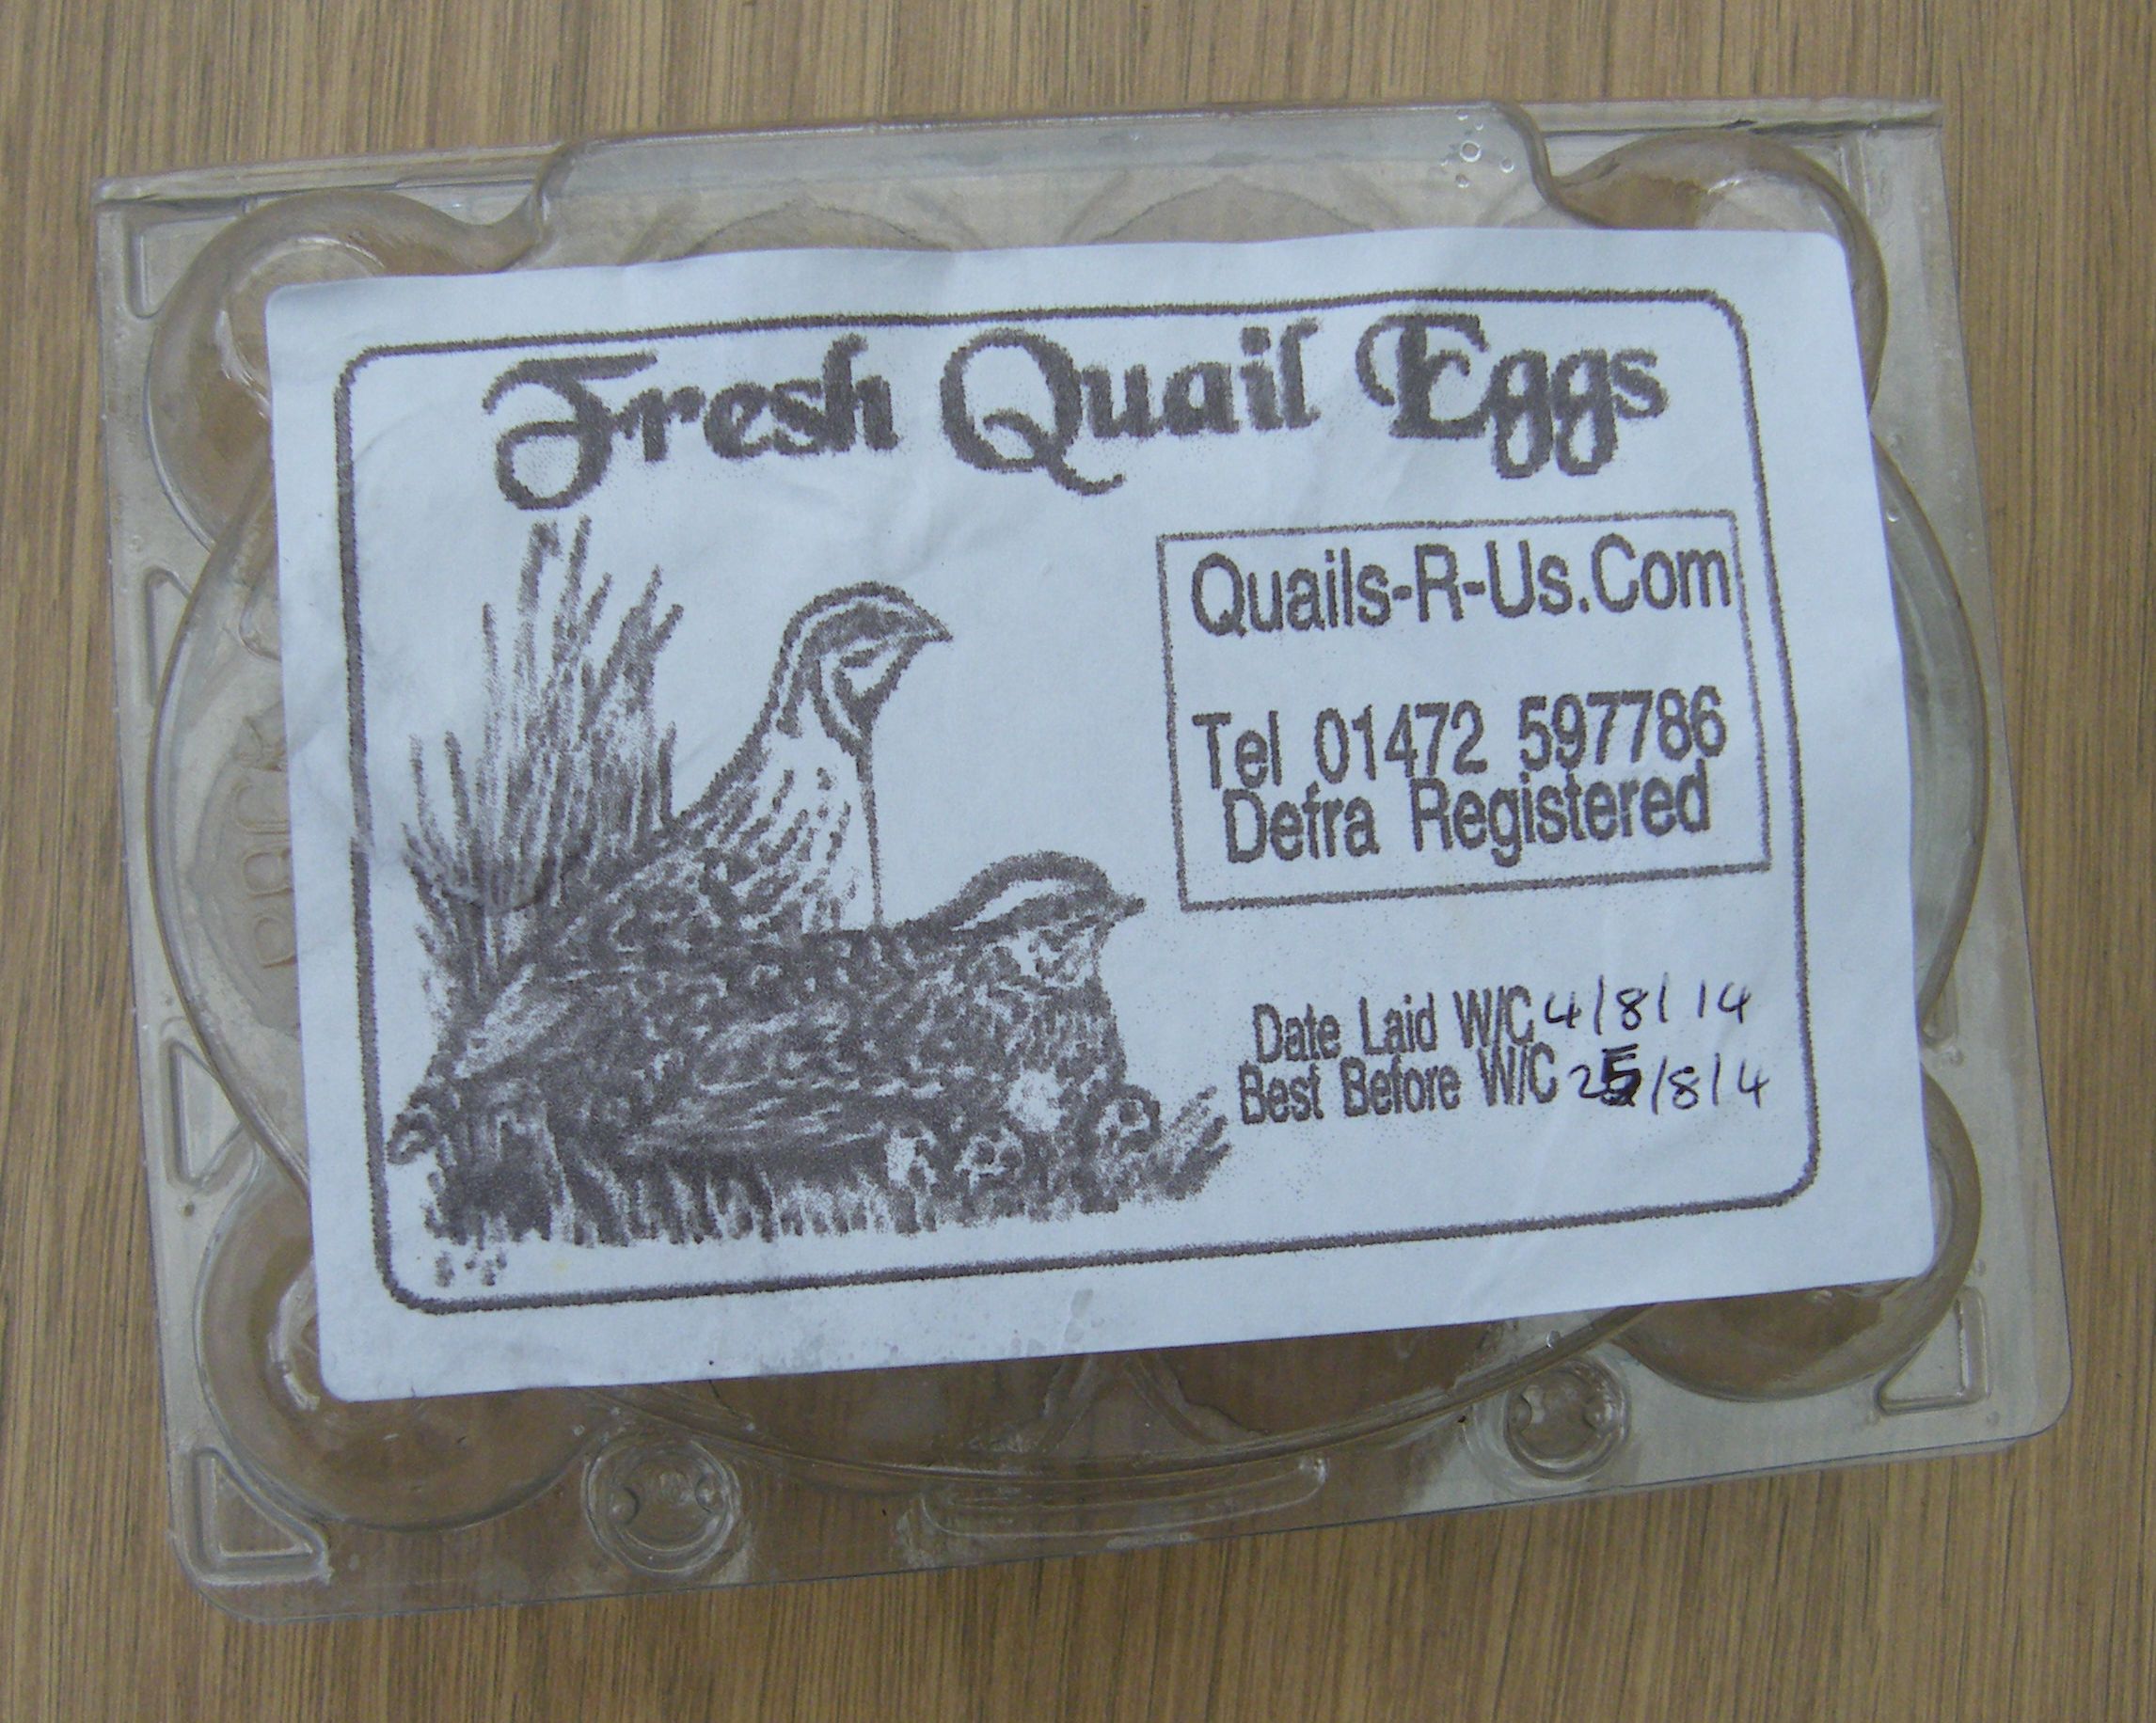 Fresh Quail Eggs
Quails-R-Us.Com
Tel 01472 597786
Defra Registered
Date Laid W/C 4/8/14
Best Before W/C 25/8/4